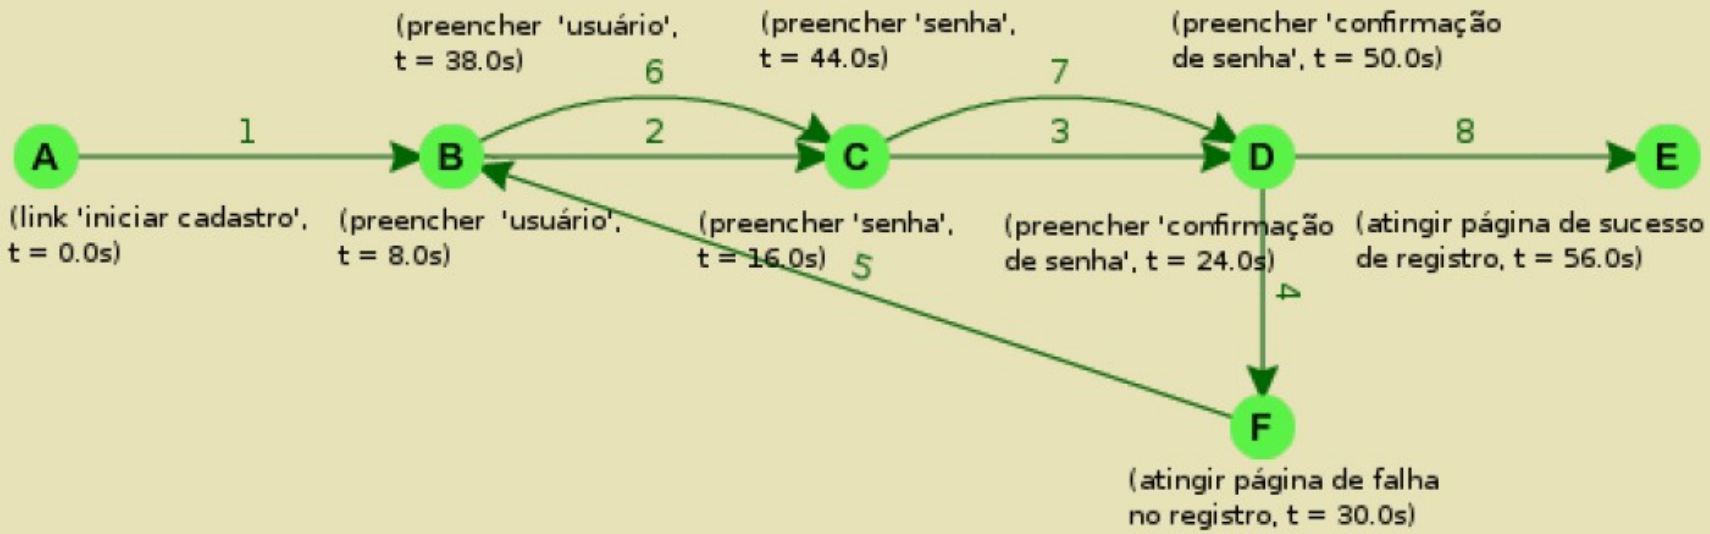 (preencher 'usuário',
t = 38.0s)
(preencher 'senha',
t = 44.0s)
(preencher 'confirmação
de senha', t = 50.0s)
6
7
1
2
3
8
A
B
C
D
E
(link 'iniciar cadastro',
t = 0.0s)
(preencher 'usuário',
t = 8.0s)
(preencher 'senha',
t = 16.0s)
(preencher 'confirmação
de senha', t = 24.0s)
(atingir página de sucesso
de registro, t = 56.0s)
5
4
F
(atingir página de falha
no registro, t = 30.0s)